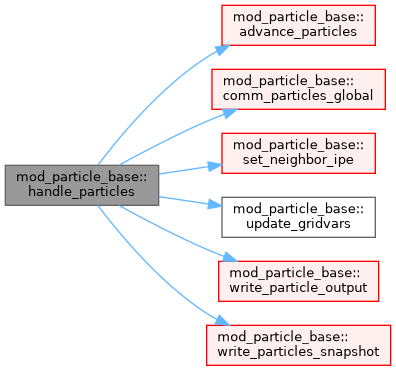 mod_particle_base::
advance_particles
mod_particle_base::
comm_particles_global
mod_particle_base::
set_neighbor_ipe
mod_particle_base::
handle_particles
mod_particle_base::
update_gridvars
mod_particle_base::
write_particle_output
mod_particle_base::
write_particles_snapshot